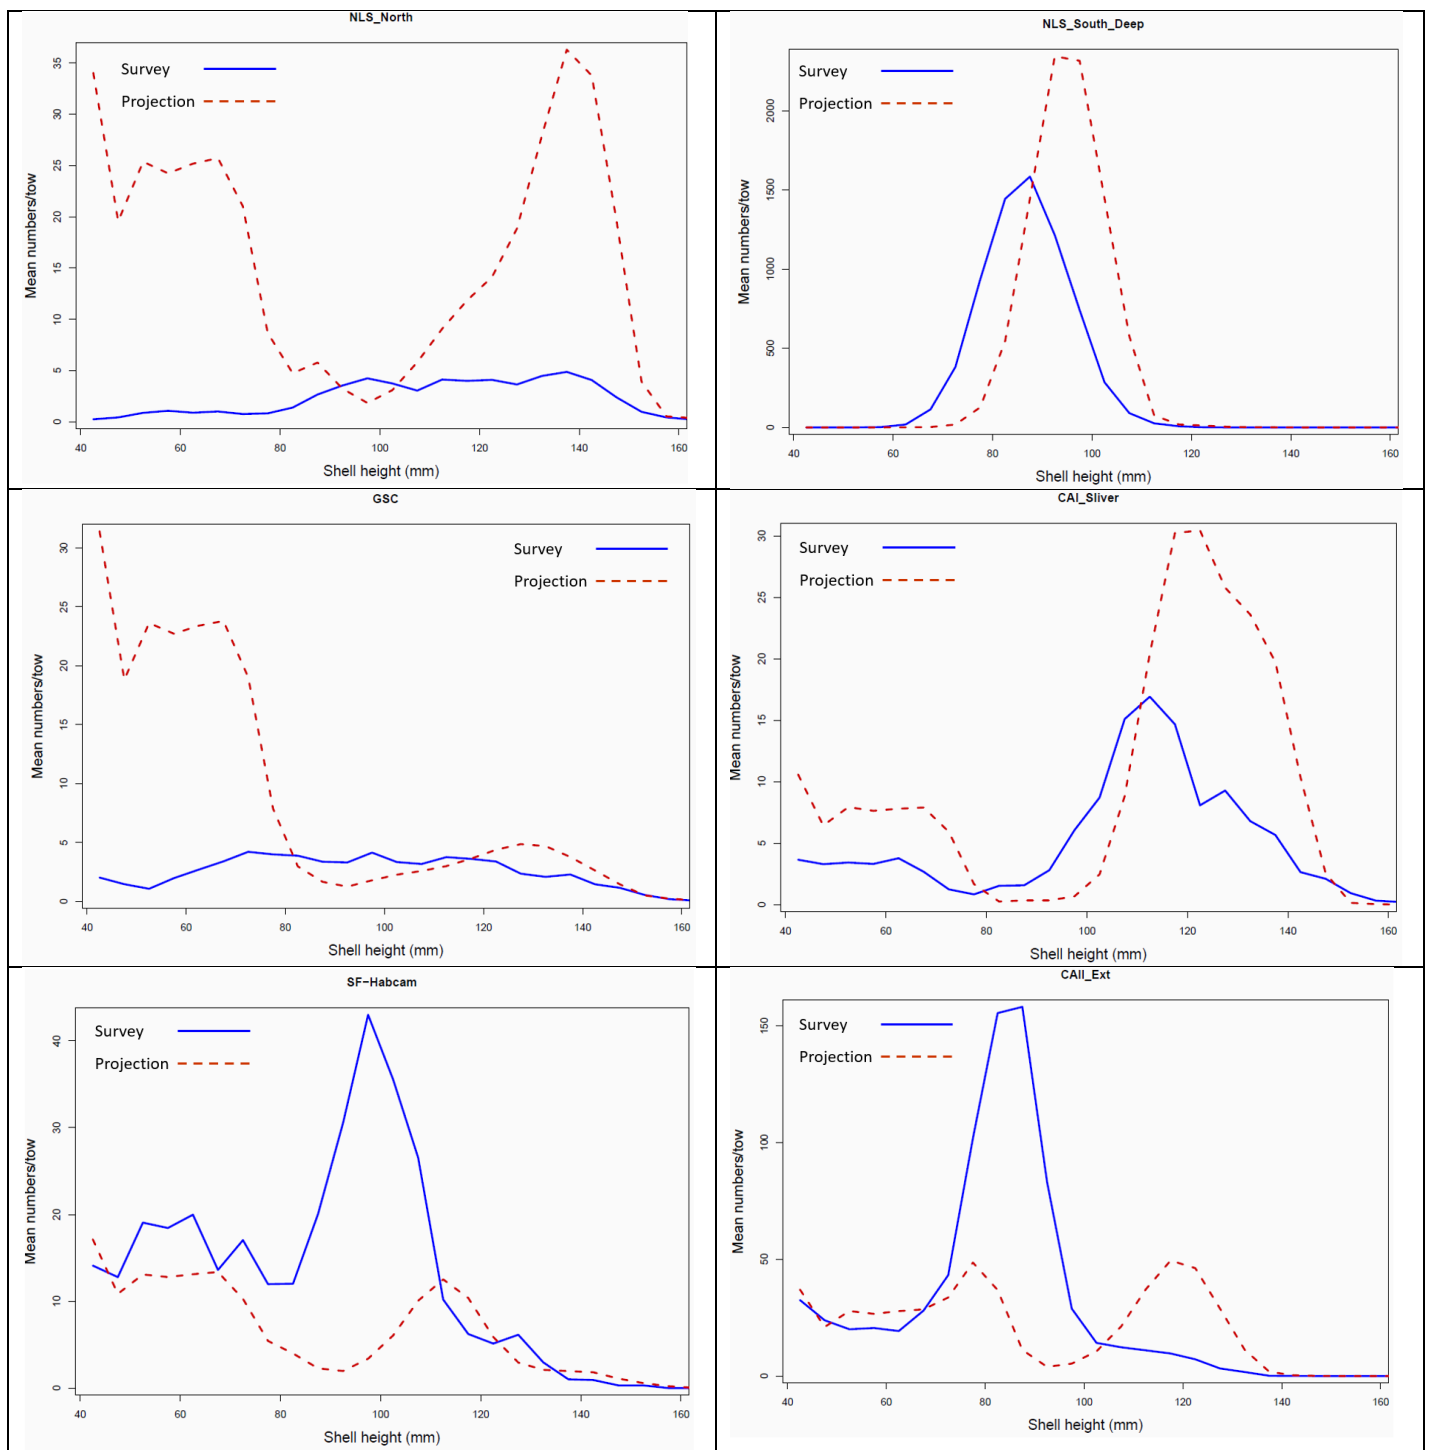 NLS_North
Survey
Projection
Mean numbers/tow
35
30
25
20
15
10
5
0
40 60 80 100 120 140 160
Shell height (mm)
NLS_South_Deep
Survey
Projection
Mean numbers/tow
2000
1500
1000
500
0
40 60 80 100 120 140 160
Shell height (mm)
GSC
Survey
Projection
Mean numbers/tow
30
25
20
15
10
5
0
40 60 80 100 120 140 160
Shell height (mm)
CAI_Sliver
Survey
Projection
Mean numbers/tow
30
25
20
15
10
5
0
40 60 80 100 120 140 160
Shell height (mm)
SF-Habcam
Survey
Projection
Mean numbers/tow
40
30
20
10
0
40 60 80 100 120 140 160
Shell height (mm)
CAII_Ext
Survey
Projection
Mean numbers/tow
150
100
50
0
40 60 80 100 120 140 160
Shell height (mm)